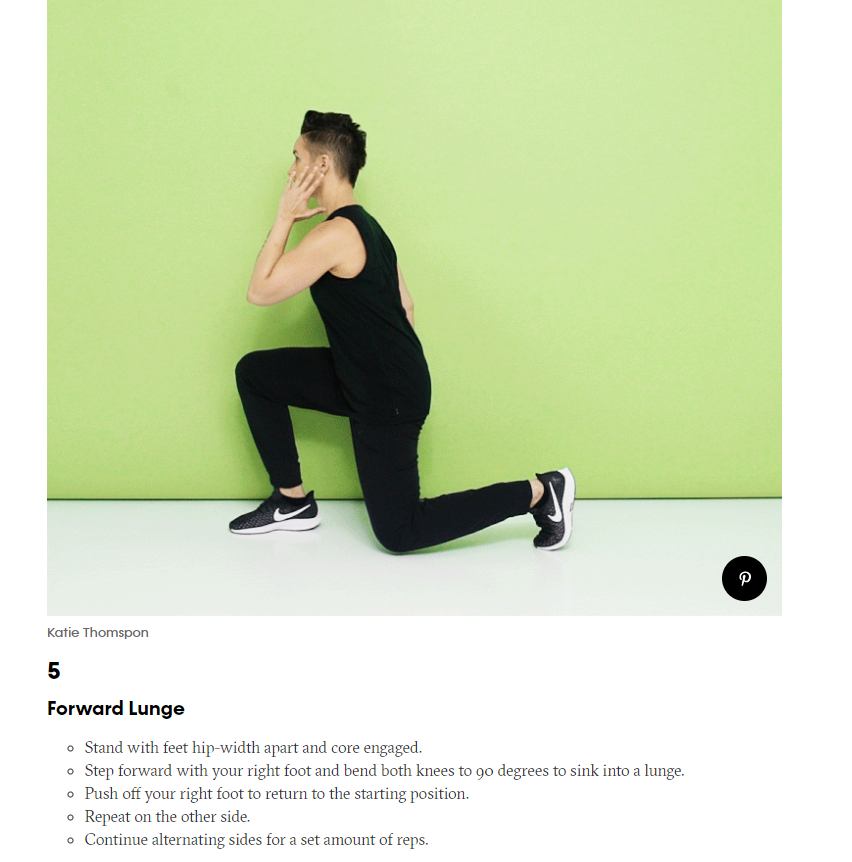 Katie Thomspon
5
Forward Lunge
Stand with feet hip-width apart and core engaged.
Step forward with your right foot and bend both knees to 90 degrees to sink into a lunge.
Push off your right foot to return to the starting position.
Repeat on the other side.
Continue alternating sides for a set amount of reps.